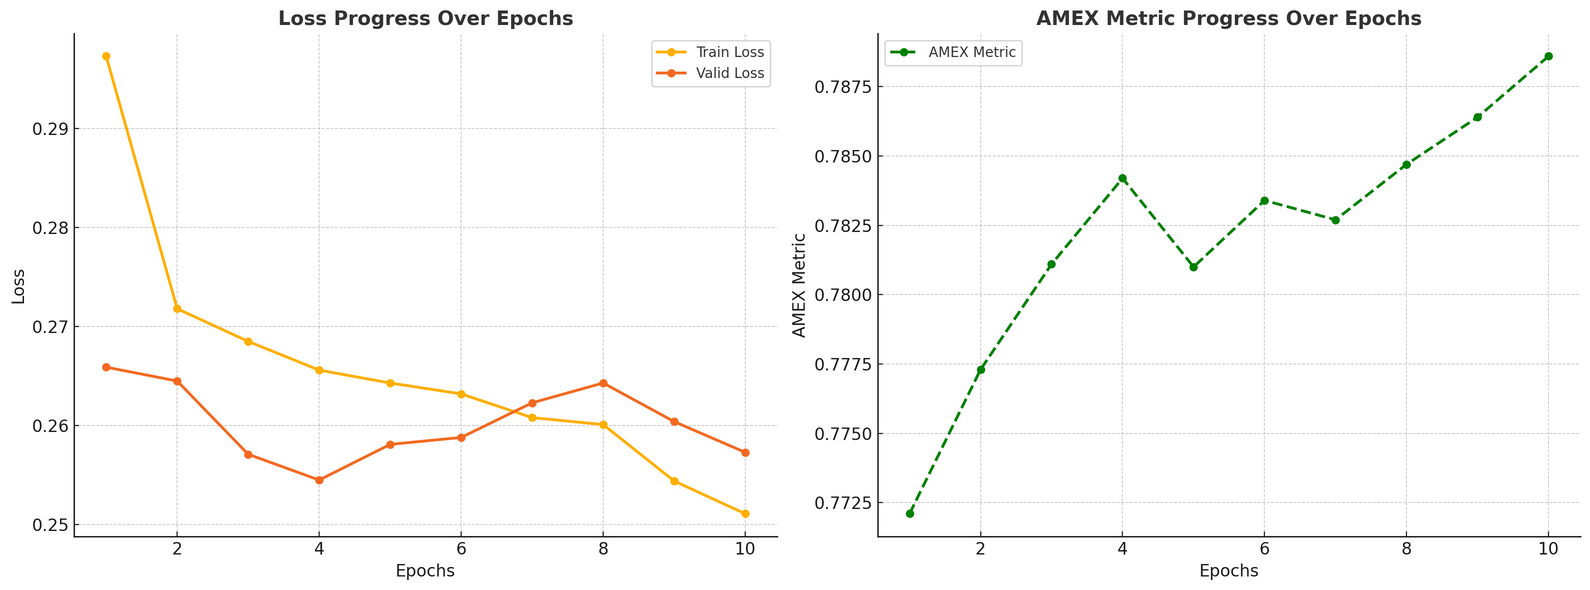 Loss Progress Over Epochs
Train Loss
Valid Loss
0.29
0.28
0.27
0.26
0.25
Loss
2
4
6
8
10
Epochs
AMEX Metric Progress Over Epochs
AMEX Metric
0.7875
0.7850
0.7825
0.7800
0.7775
0.7750
0.7725
AMEX Metric
2
4
6
8
10
Epochs